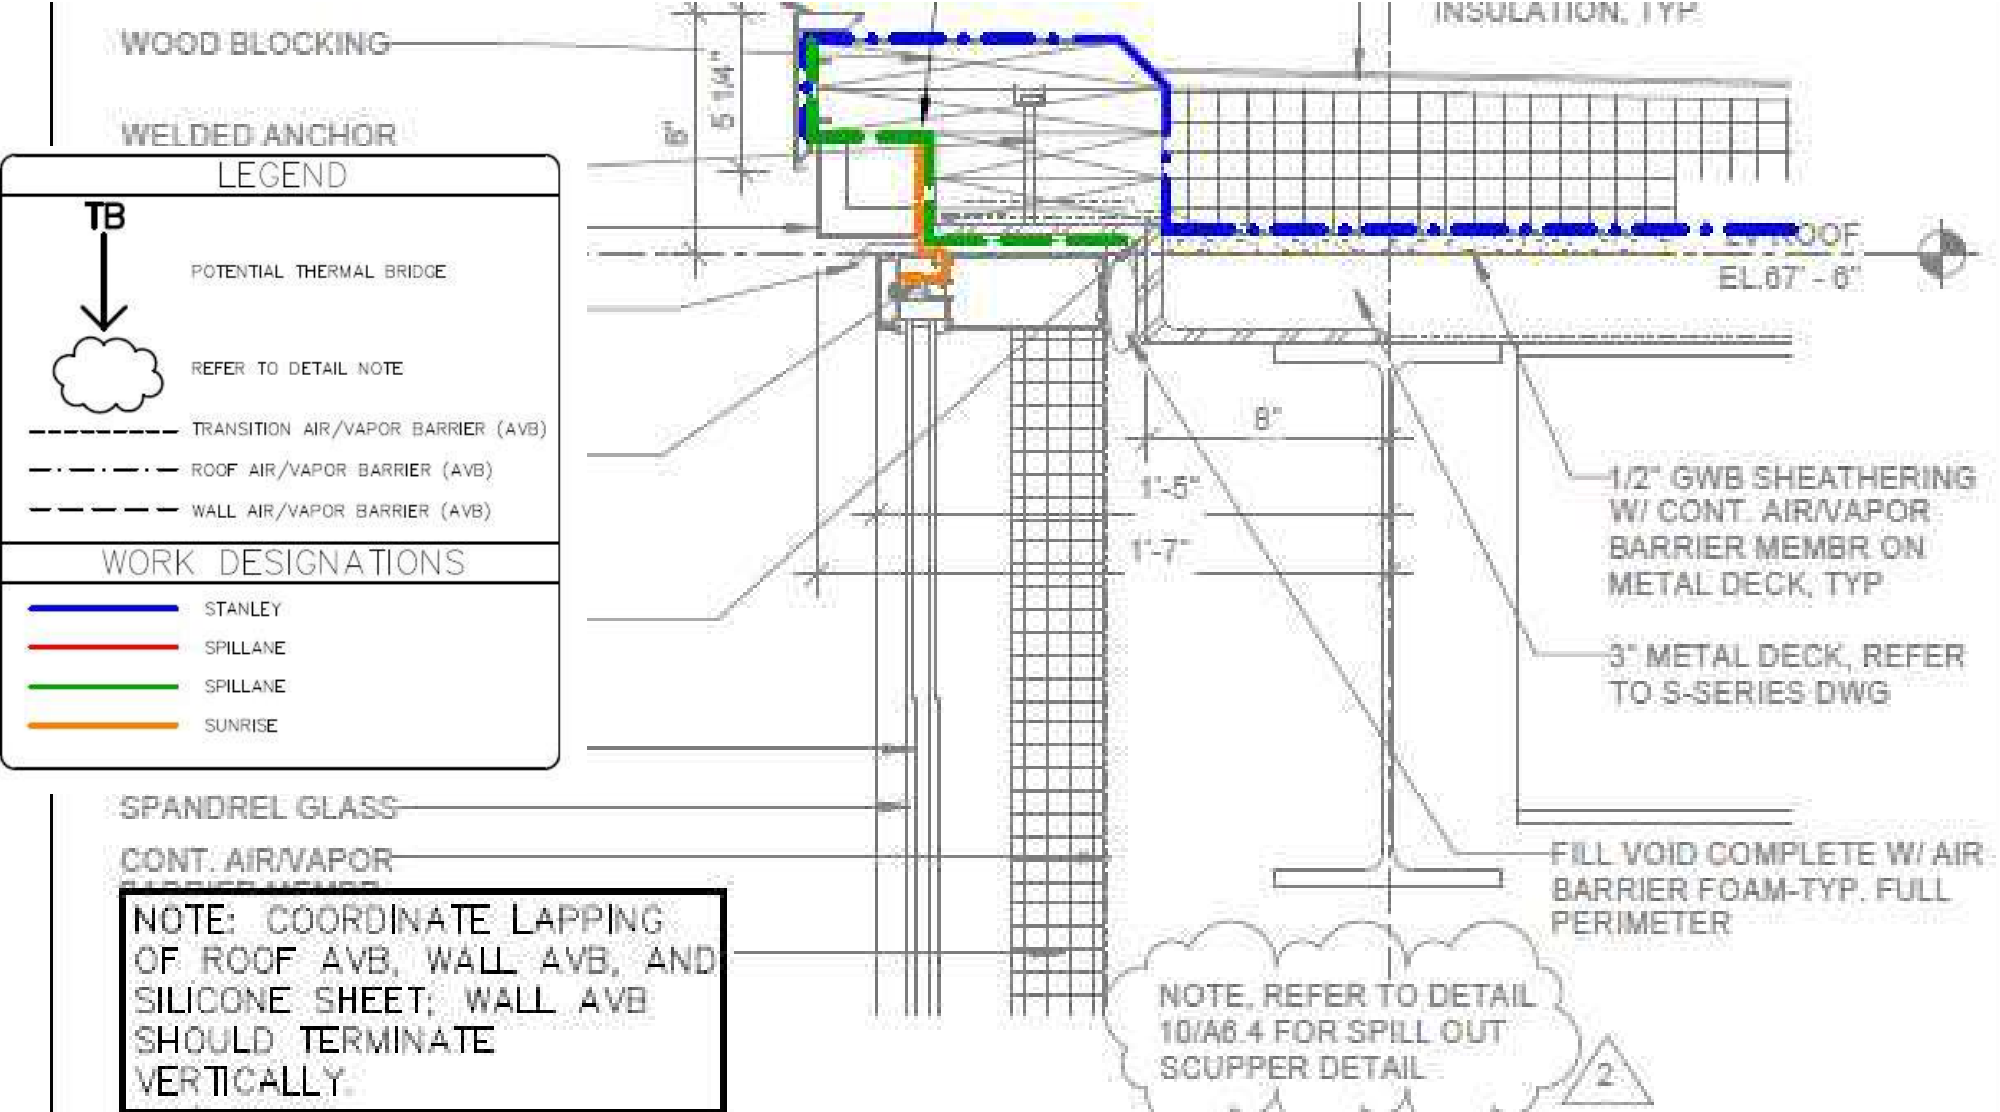 INSULATION, TYP.
WOOD BLOCKING
WELDED ANCHOR
5 1/4"
LEGEND
TB
POTENTIAL THERMAL BRIDGE
REFER TO DETAIL NOTE
TRANSITION AIR/VAPOR BARRIER (AVB)
ROOF AIR/VAPOR BARRIER (AVB)
WALL AIR/VAPOR BARRIER (AVB)
WORK DESIGNATIONS
STANLEY
SPILLANE
SPILLANE
SUNRISE
ROOF
EL.67' - 6"
8"
1'-5"
1'-7"
1/2" GWB SHEATHERING
W/ CONT. AIR/VAPOR
BARRIER MEMBR ON
METAL DECK, TYP
3" METAL DECK, REFER
TO S-SERIES DWG
SPANDREL GLASS
CONT. AIR/VAPOR
BARRIER MEMBR
FILL VOID COMPLETE W/ AIR
BARRIER FOAM-TYP. FULL
PERIMETER
NOTE: COORDINATE LAPPING
OF ROOF AVB, WALL AVB, AND
SILICONE SHEET; WALL AVB
SHOULD TERMINATE
VERTICALLY.
NOTE, REFER TO DETAIL
10/A6.4 FOR SPILL OUT
SCUPPER DETAIL
2